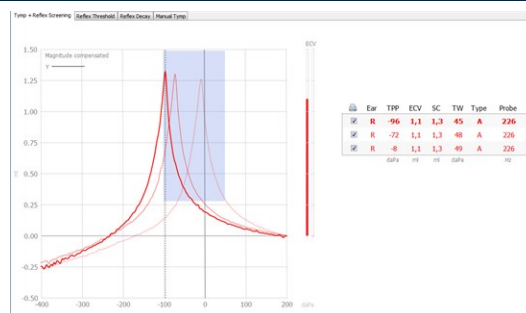 Tymp + Reflex Screening Reflex Threshold Reflex Decay Manual Tymp
1.50
Magnitude compensated
Y
1.25
1.00
0.75
0.50
0.25
0.00
-0.25
-0.50
-400 -300 -200 -100 0 100 200 daPa
ECV
Ear TPP ECV SC TW Type Probe
R -96 1,1 1,3 45 A 226
R -72 1,1 1,3 48 A 226
R -8 1,1 1,3 49 A 226
daPa ml ml daPa Hz